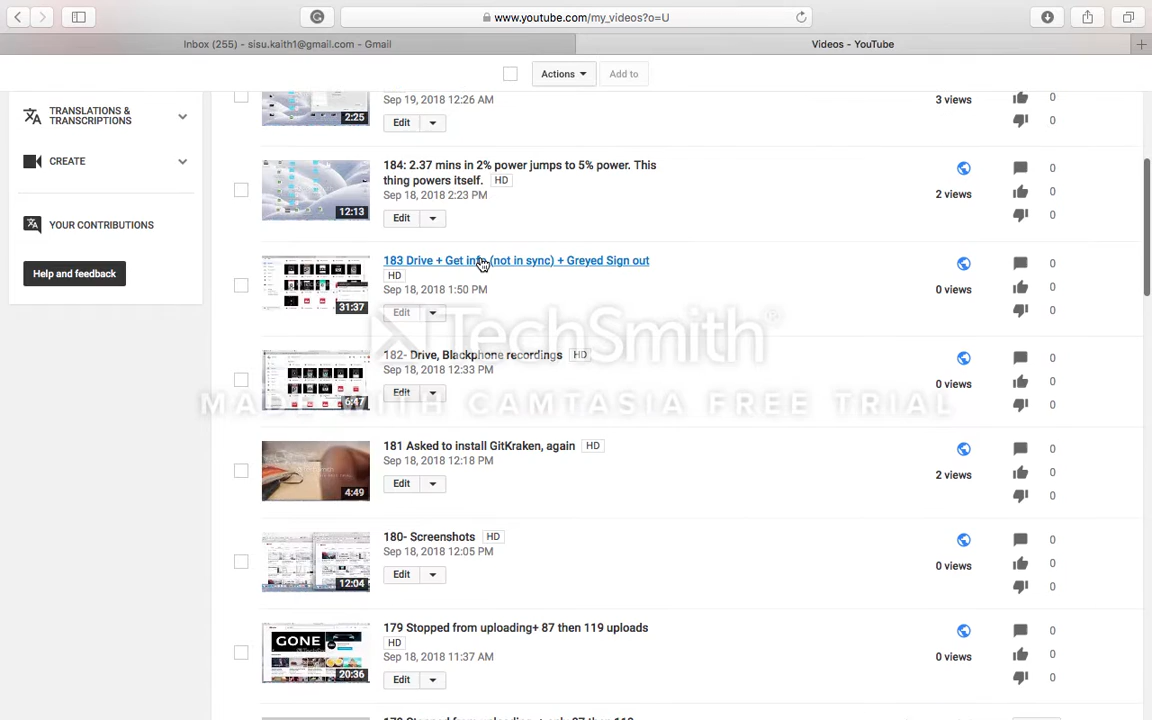 www.youtube.com/my_videos?o=U
Inbox (255) - sisu.kaith1@gmail.com - Gmail
Videos - YouTube
Actions
Add to
TRANSLATIONS &
TRANSCRIPTIONS
CREATE
YOUR CONTRIBUTIONS
Help and feedback
2:25
Sep 19, 2018 12:26 AM
Edit
3 views
0
0
12:13
184: 2.37 mins in 2% power jumps to 5% power. This
thing powers itself. HD
Sep 18, 2018 2:23 PM
Edit
2 views
0
0
0
31:37
183 Drive + Get info (not in sync) + Greyed Sign out
HD
Sep 18, 2018 1:50 PM
Edit
0 views
0
0
0
TechSmith®
MADE WITH CAMTASIA FREE TRIAL
6:47
182- Drive, Blackphone recordings HD
Sep 18, 2018 12:33 PM
Edit
0 views
0
0
0
4:49
181 Asked to install GitKraken, again HD
Sep 18, 2018 12:18 PM
Edit
2 views
0
0
0
12:04
180- Screenshots HD
Sep 18, 2018 12:05 PM
Edit
0 views
0
0
0
GONE
20:36
179 Stopped from uploading+ 87 then 119 uploads
HD
Sep 18, 2018 11:37 AM
Edit
0 views
0
0
0